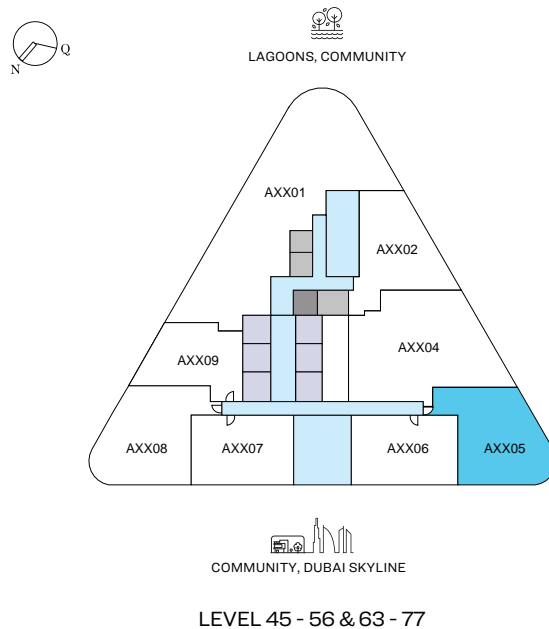 Q
N
LAGOONS, COMMUNITY
AXX01
AXX02
AXX04
AXX09
AXX08
AXX07
AXX06
AXX05
COMMUNITY, DUBAI SKYLINE
LEVEL 45 - 56 & 63 - 77